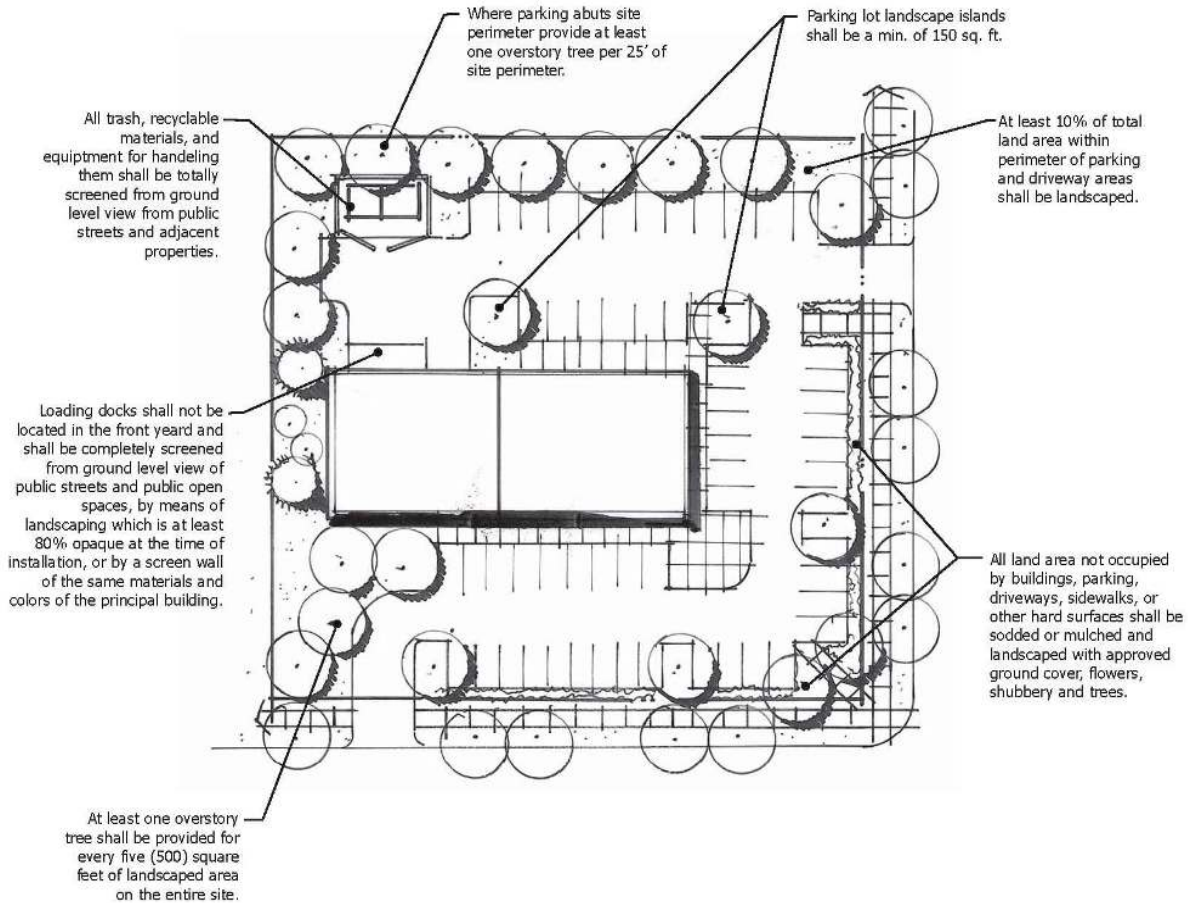 Where parking abuts site
perimeter provide at least
one overstory tree per 25' of
site perimeter.
Parking lot landscape islands
shall be a min. of 150 sq. ft.
All trash, recyclable
materials, and
equiptment for handeling
them shall be totally
screened from ground
level view from public
streets and adjacent
properties.
At least 10% of total
land area within
perimeter of parking
and driveway areas
shall be landscaped.
Loading docks shall not be
located in the front yeard and
shall be completely screened
from ground level view of
public streets and public open
spaces, by means of
landscaping which is at least
80% opaque at the time of
installation, or by a screen wall
of the same materials and
colors of the principal building.
All land area not occupied
by buildings, parking,
driveways, sidewalks, or
other hard surfaces shall be
sodded or mulched and
landscaped with approved
ground cover, flowers,
shubbery and trees.
At least one overstory
tree shall be provided for
every five (500) square
feet of landscaped area
on the entire site.